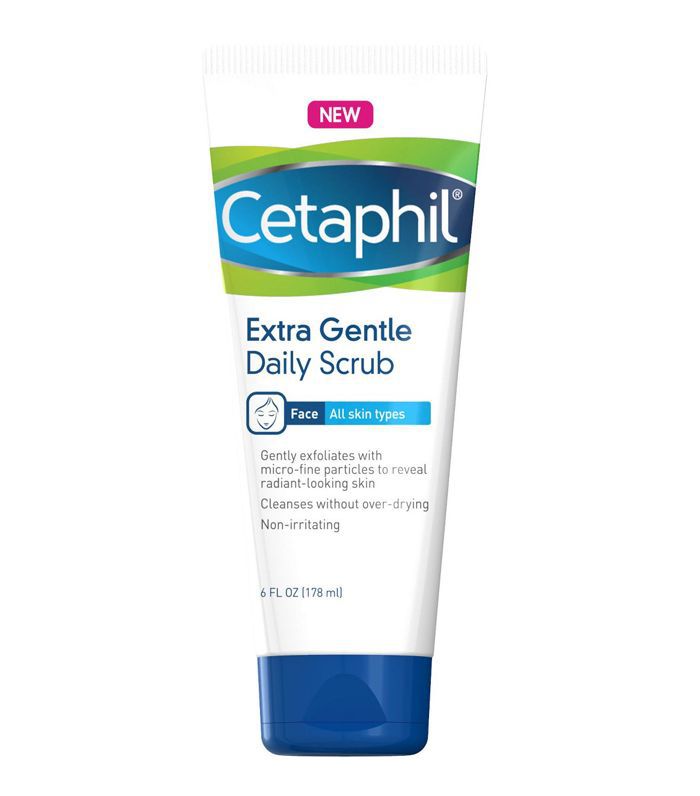 NEW
Cetaphil®
Extra Gentle
Daily Scrub
Face All skin types
Gently exfoliates with
micro-fine particles to reveal
radiant-looking skin
Cleanses without over-drying
Non-irritating
6 FL OZ (178 ml)